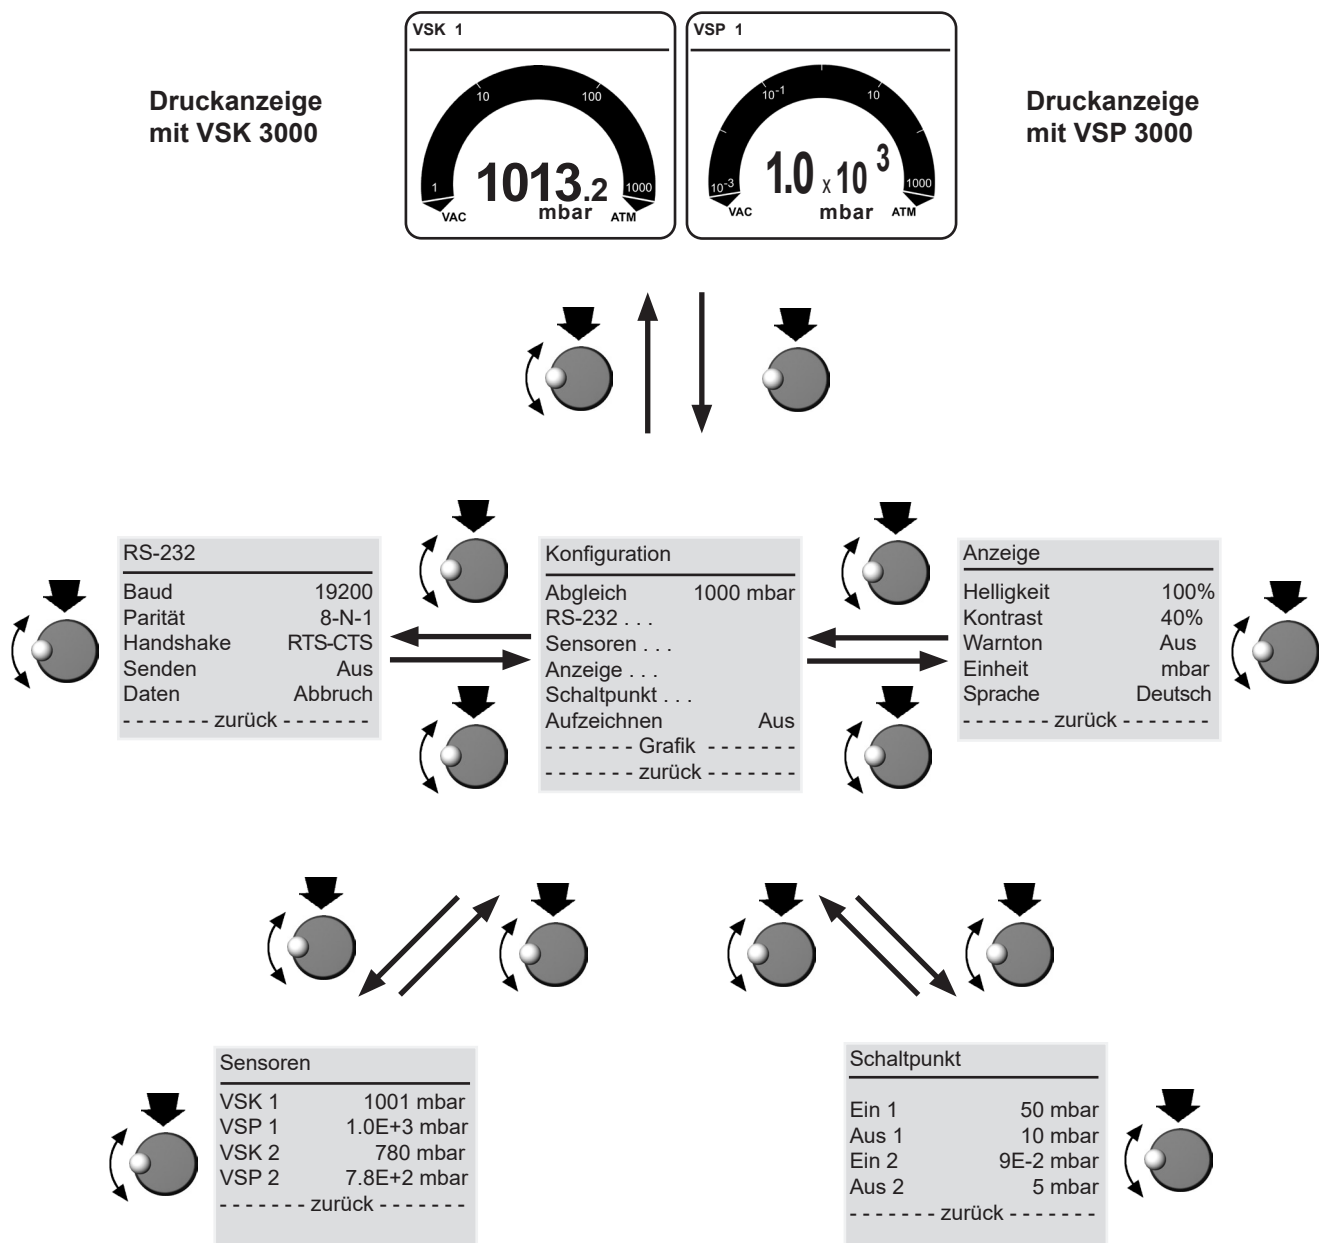 Druckanzeige
mit VSK 3000
VSK 1
10
100
1
1000
1013.2
mbar
VAC
ATM
VSP 1
10-1
10
10-3
1000
1.0 x 10 3
mbar
VAC
ATM
Druckanzeige
mit VSP 3000
RS-232
Baud 19200
Parität 8-N-1
Handshake RTS-CTS
Senden Aus
Daten Abbruch
- - - - - - - zurück - - - - - - -
Konfiguration
Abgleich 1000 mbar
RS-232 . . .
Sensoren . . .
Anzeige . . .
Schaltpunkt . . .
Aufzeichnen Aus
- - - - - - - Grafik - - - - - - -
- - - - - - - zurück - - - - - - -
Anzeige
Helligkeit 100%
Kontrast 40%
Warnton Aus
Einheit mbar
Sprache Deutsch
- - - - - - - zurück - - - - - - -
Sensoren
VSK 1 1001 mbar
VSP 1 1.0E+3 mbar
VSK 2 780 mbar
VSP 2 7.8E+2 mbar
- - - - - - - zurück - - - - - - -
Schaltpunkt
Ein 1 50 mbar
Aus 1 10 mbar
Ein 2 9E-2 mbar
Aus 2 5 mbar
- - - - - - - zurück - - - - - - -